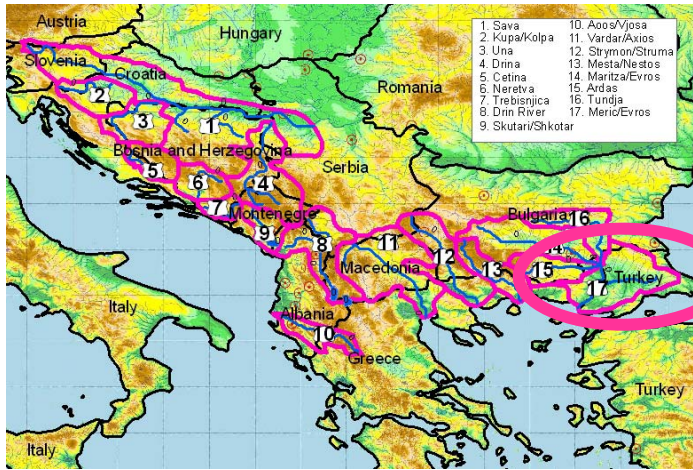 Austria
Hungary
Slovenia
Croatia
Romania
1. Sava
2. Kupa/Kolpa
3. Una
4. Drina
5. Cetina
6. Neretva
7. Trebisnjica
8. Drin River
9. Skutari/Shkotar
10. Aoos/Vjosa
11. Vardar/Axios
12. Strymon/Struma
13. Mesta/Nestos
14. Maritza/Evros
15. Ardas
16. Tundja
17. Meric/Evros
2
3
1
Bosnia and Herzegovina
Serbia
5
6
4
7
Montenegro
Bulgaria
16
9
8
11
12
14
Macedonia
13
15
Turkey
17
Italy
Albania
10
Greece
Turkey
Italy